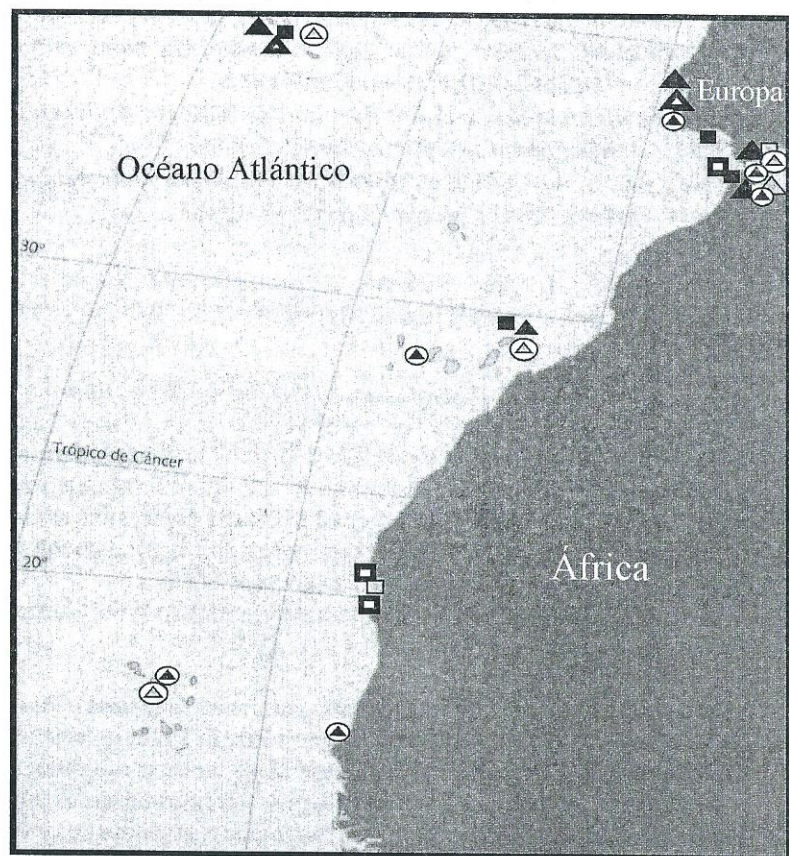 Europa
Océano Atlántico
30°
Trópico de Cáncer
África
20°